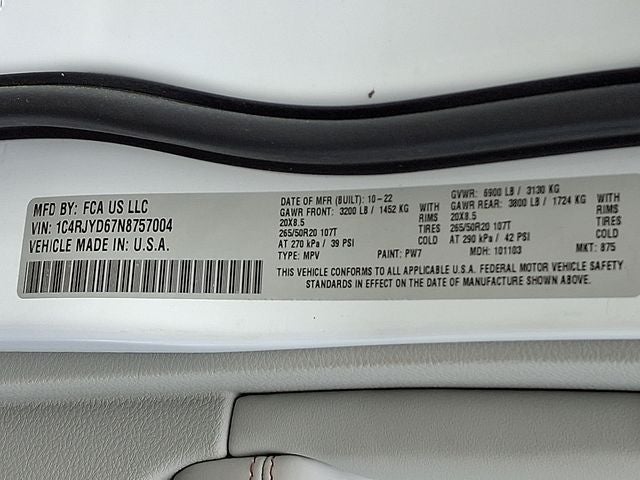 MFD BY: FCA US LLC
VIN: 1C4RJYD67N8757004
VEHICLE MADE IN: U.S.A.
DATE OF MFR (BUILT): 10-22
GAWR FRONT: 3200 LB / 1452 KG WITH
20X8.5 RIMS
265/50R20 107T TIRES
AT 270 kPa / 39 PSI COLD
TYPE: MPV PAINT: PW7 MDH: 101103 MKT: 875
GVWR: 6900 LB / 3130 KG
GAWR REAR: 3800 LB / 1724 KG WITH
20X8.5 RIMS
265/50R20 107T TIRES
AT 290 kPa / 42 PSI COLD
THIS VEHICLE CONFORMS TO ALL APPLICABLE U.S.A. FEDERAL MOTOR VEHICLE SAFETY
STANDARDS IN EFFECT ON THE DATE OF MANUFACTURE SHOWN ABOVE.